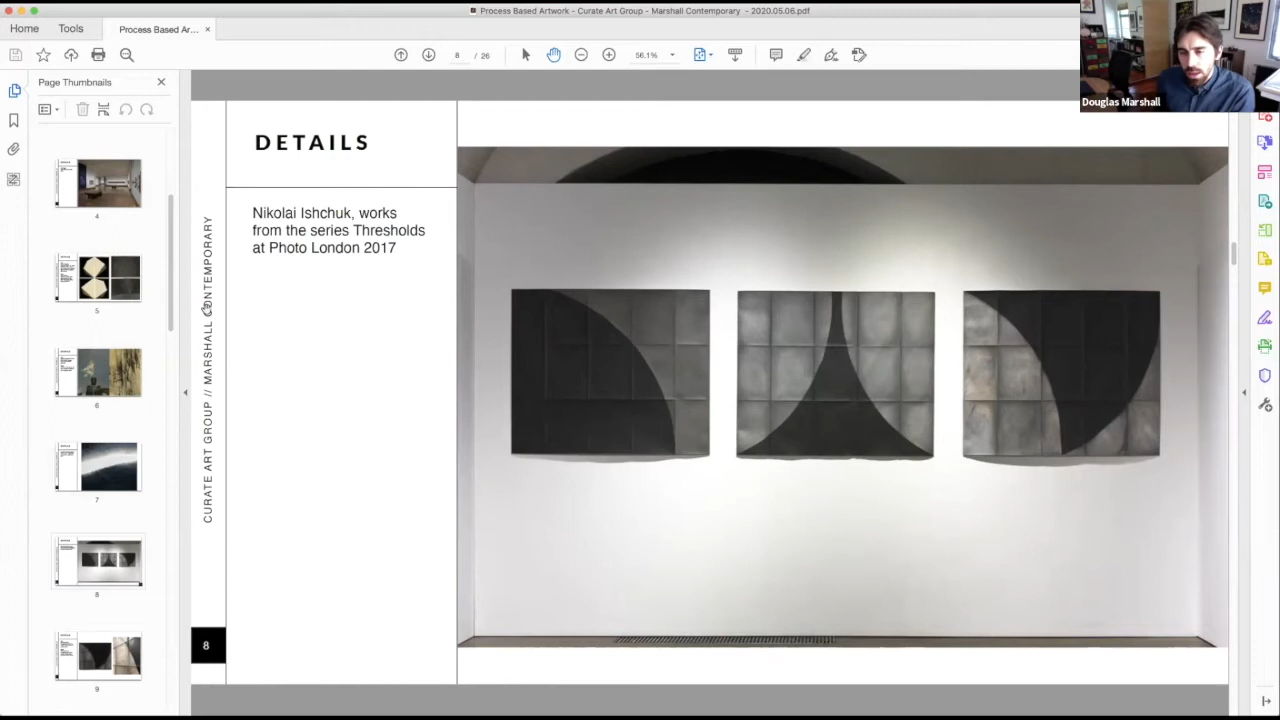 Process Based Artwork - Curate Art Group - Marshall Contemporary - 2020.05.06.pdf
Home
Tools
Process Based Ar... ×
8 / 26
56.1%
Page Thumbnails
4
5
6
7
8
9
CURATE ART GROUP // MARSHALL CONTEMPORARY
8
DETAILS
Nikolai Ishchuk, works
from the series Thresholds
at Photo London 2017
Douglas Marshall